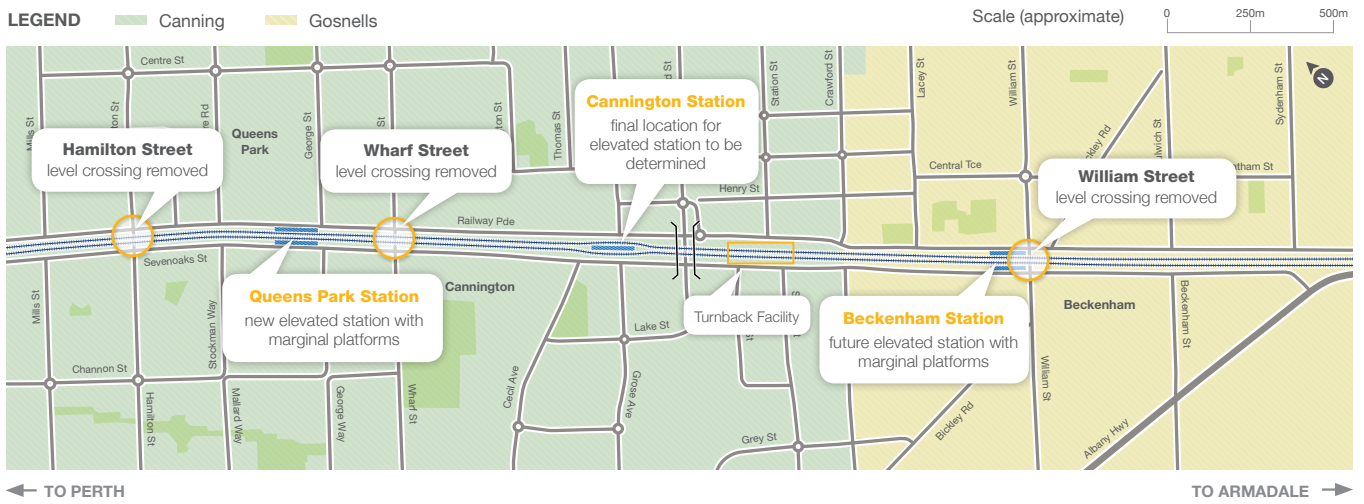 LEGEND
Canning
Gosnells
Scale (approximate)
0
250m
500m
N
Centre St
Mills St
George St
Queens
Park
Thomas St
Station St
Crawford St
Lacey St
William St
Sydenham St
Central Tce
Henry St
Railway Pde
Hamilton Street
level crossing removed
Wharf Street
level crossing removed
Cannington Station
final location for
elevated station to be
determined
William Street
level crossing removed
Sevenoaks St
Queens Park Station
new elevated station with
marginal platforms
Cannington
Turnback Facility
Beckenham Station
future elevated station with
marginal platforms
Beckenham
Mills St
Stockman Way
Channon St
Hamilton St
Mallard Way
George Way
Wharf St
Cecil Ave
Lake St
Grose Ave
Grey St
Bickley Rd
William St
Beckenham St
Albany Hwy
TO PERTH
TO ARMADALE